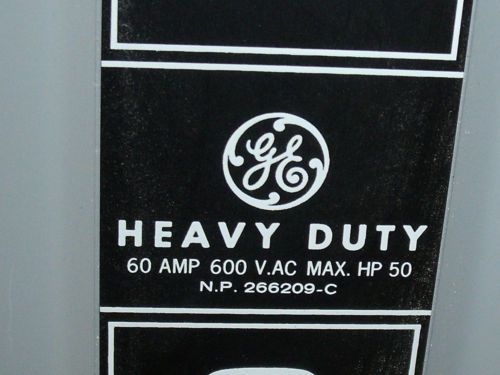 GE
HEAVY DUTY
60 AMP 600 V.AC MAX. HP 50
N.P. 266209-C